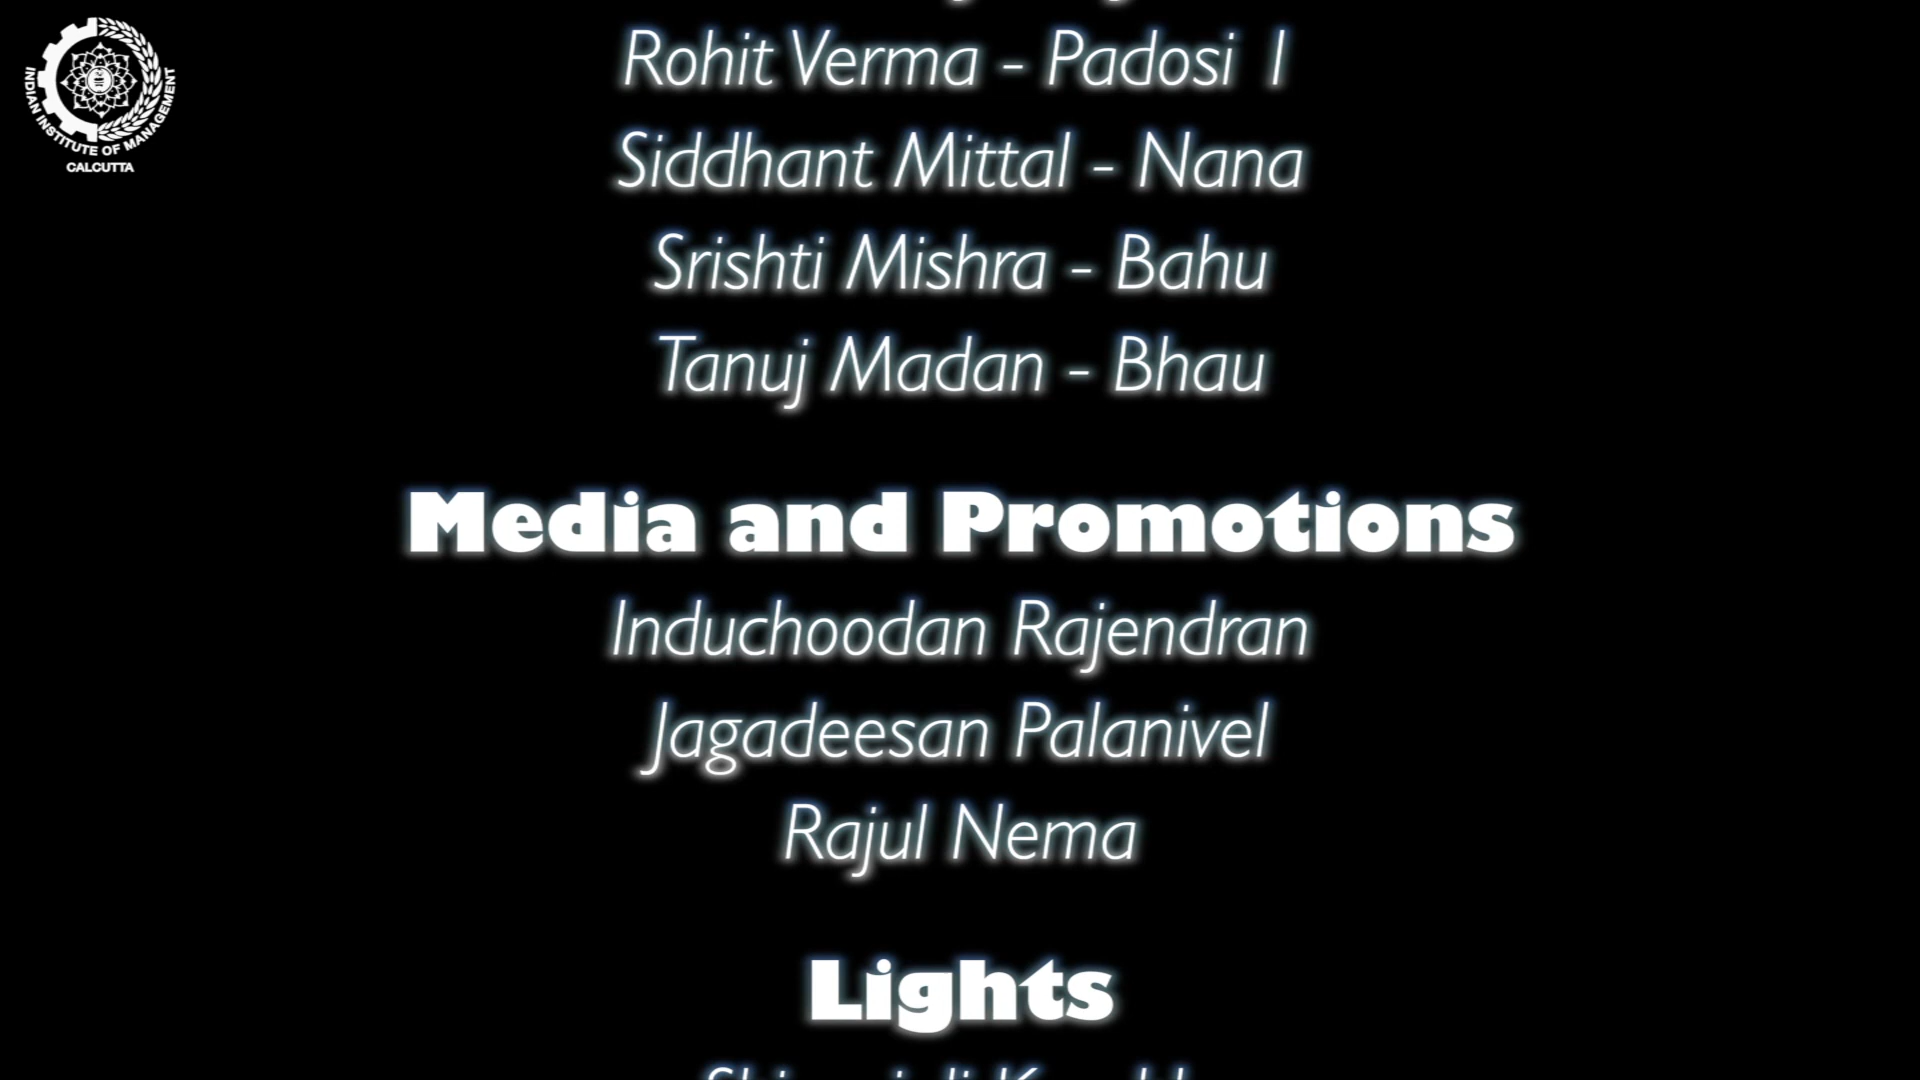 INDIAN INSTITUTE OF MANAGEMENT
CALCUTTA
Rohit Verma - Padosi 1
Siddhant Mittal - Nana
Srishti Mishra - Bahu
Tanuj Madan - Bhau
Media and Promotions
Induchoodan Rajendran
Jagadeesan Palanivel
Rajul Nema
Lights